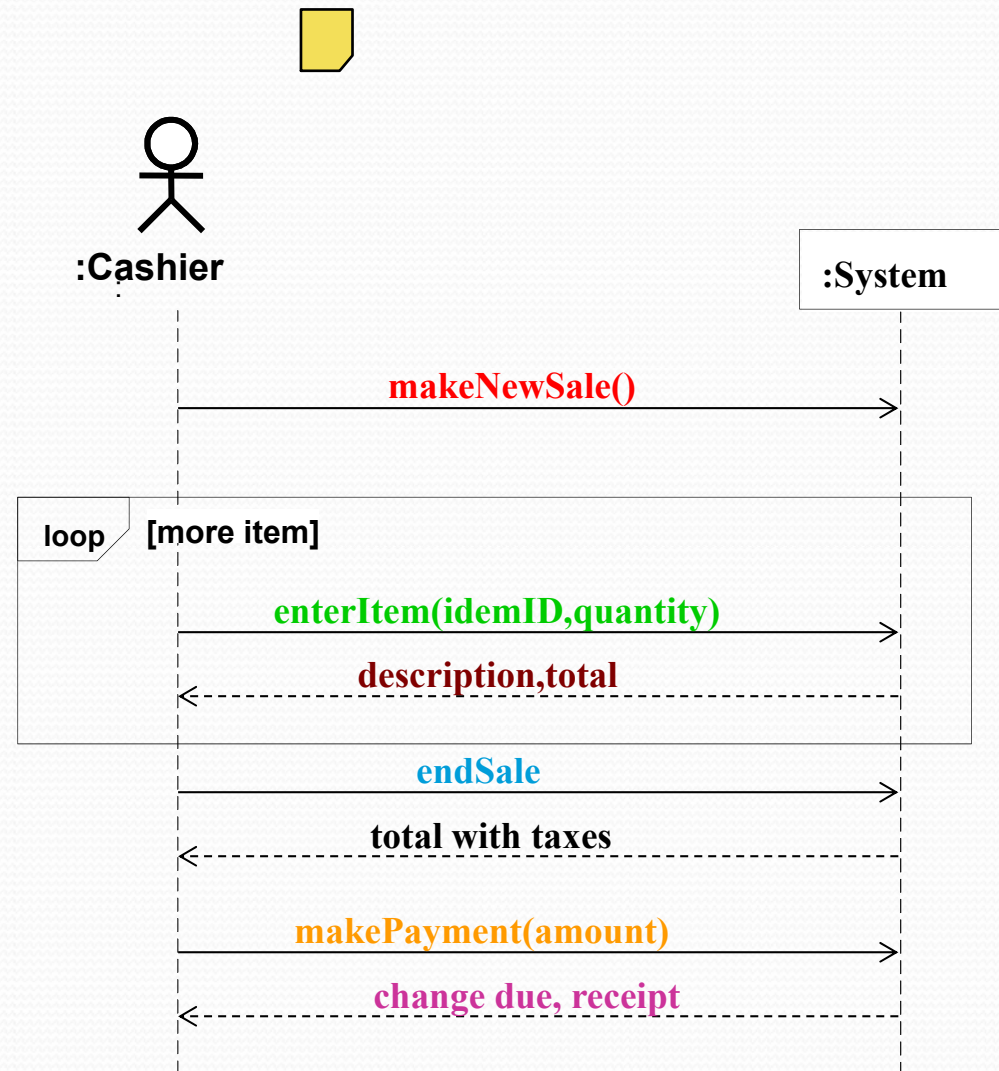 :Cashier
:
:System
makeNewSale()
loop
[more item]
enterItem(idemID,quantity)
description,total
endSale
total with taxes
makePayment(amount)
change due, receipt